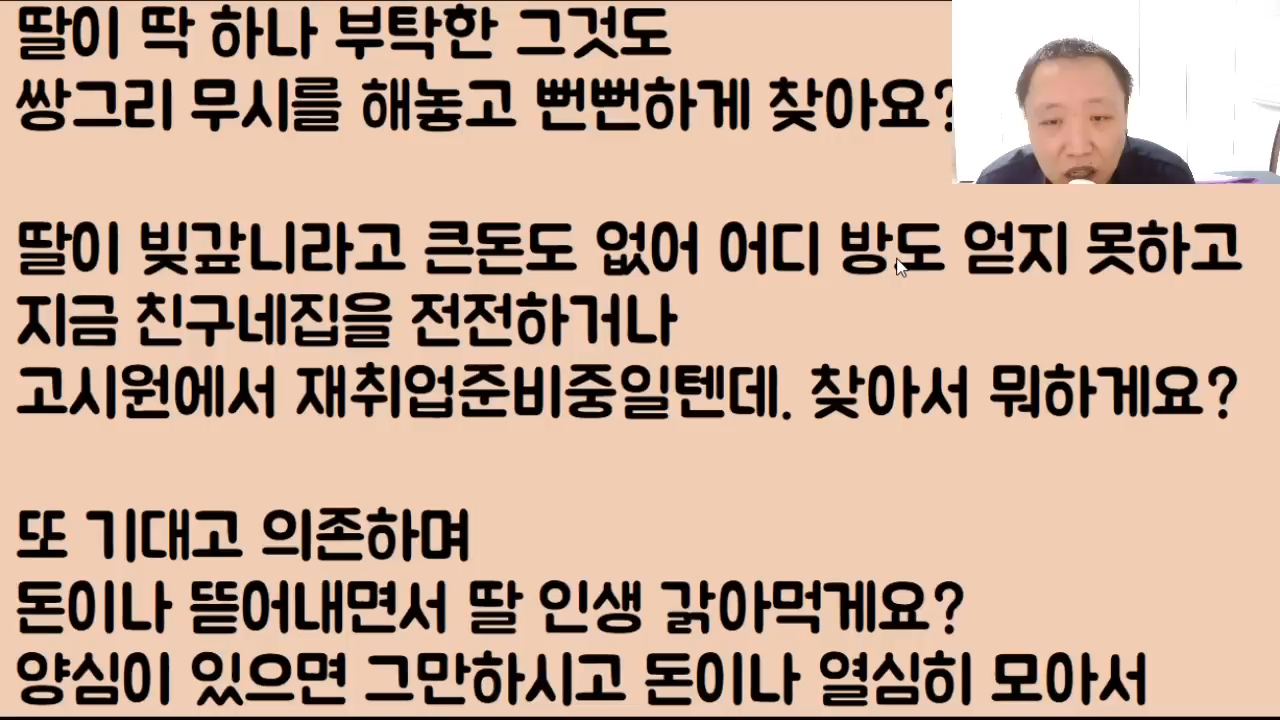 딸이 딱 하나 부탁한 그것도
쌍그리 무시를 해놓고 뻔뻔하게 찾아요?
딸이 빚갚니라고 큰돈도 없어 어디 방도 얻지 못하고
지금 친구네집을 전전하거나
고시원에서 재취업준비중일텐데. 찾아서 뭐하게요?
또 기대고 의존하며
돈이나 뜯어내면서 딸 인생 갉아먹게요?
양심이 있으면 그만하시고 돈이나 열심히 모아서